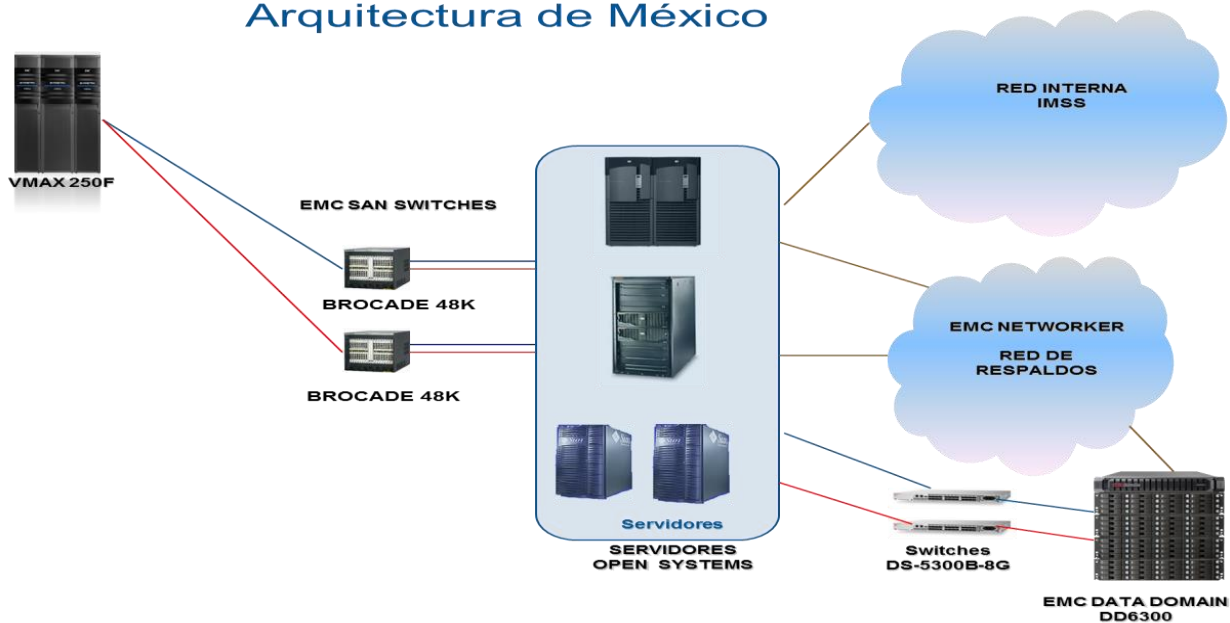 Arquitectura de México
RED INTERNA
IMSS
VMAX 250F
EMC SAN SWITCHES
BROCADE 48K
BROCADE 48K
EMC NETWORKER
RED DE
RESPALDOS
Servidores
SERVIDORES
OPEN SYSTEMS
Switches
DS-5300B-8G
EMC DATA DOMAIN
DD6300